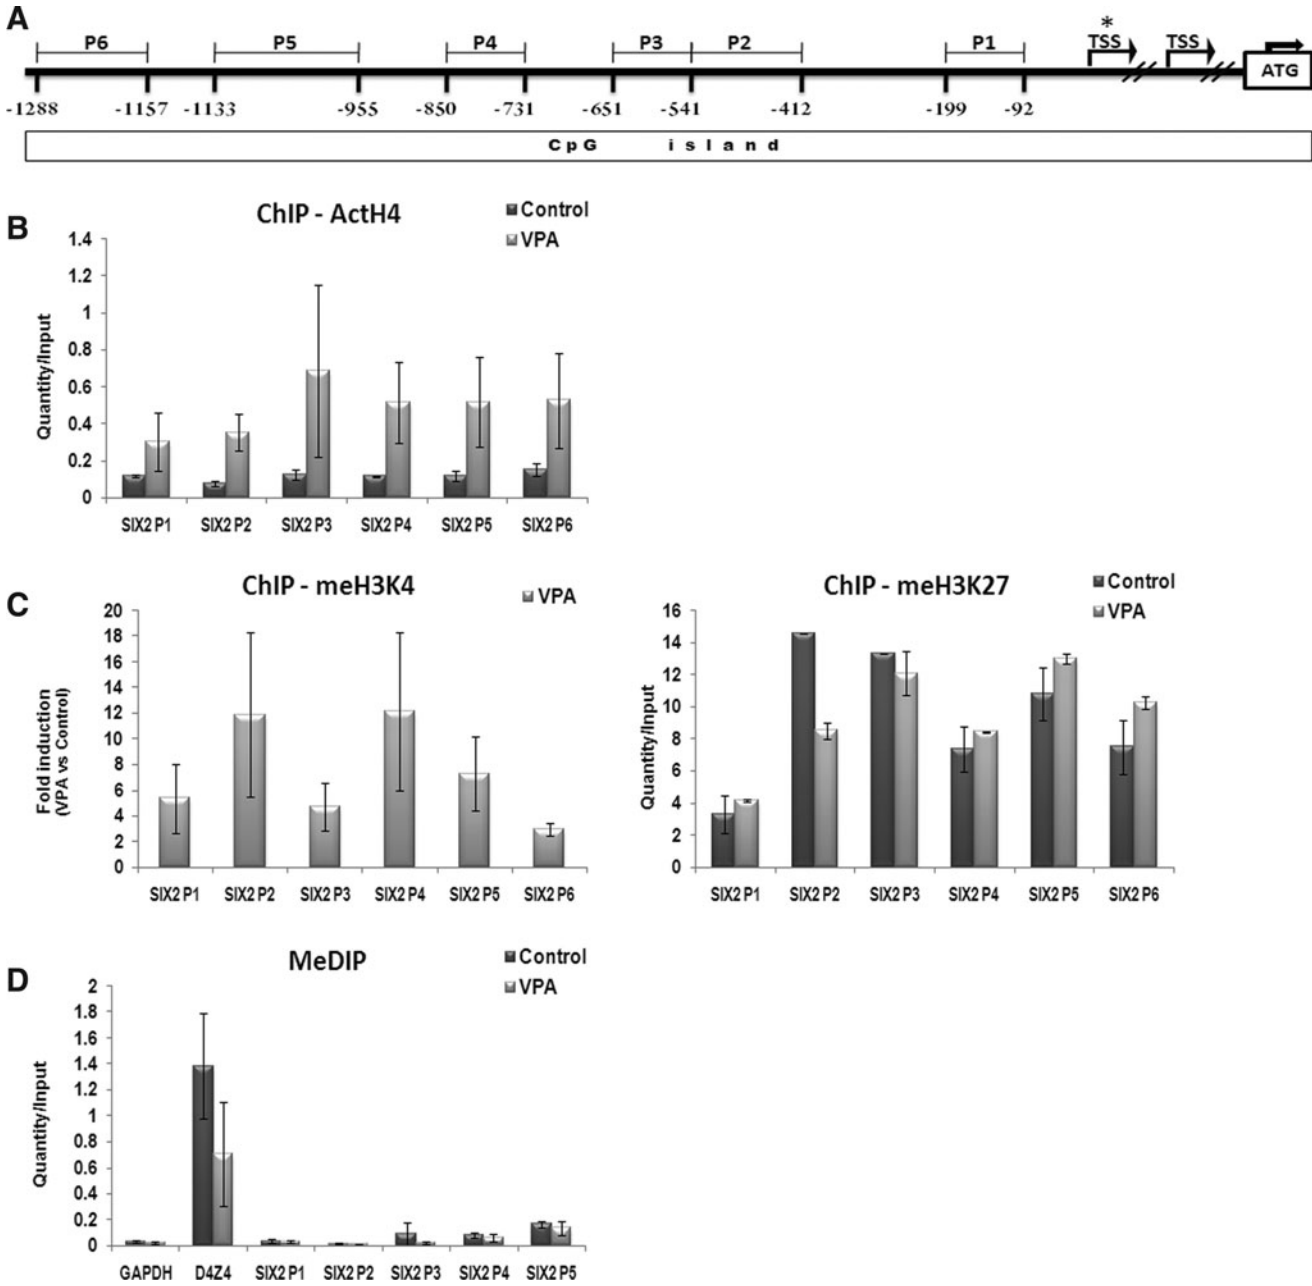 A
P6 P5 P4 P3 P2 P1 * TSS TSS ATG
-1288 -1157 -1133 -955 -850 -731 -651 -541 -412 -199 -92
CpG island
B
ChIP - ActH4
Control
VPA
Quantity/Input
1.4
1.2
1
0.8
0.6
0.4
0.2
0
SIX2 P1 SIX2 P2 SIX2 P3 SIX2 P4 SIX2 P5 SIX2 P6
C
ChIP - meH3K4
VPA
Fold induction
(VPA vs Control)
20
18
16
14
12
10
8
6
4
2
0
SIX2 P1 SIX2 P2 SIX2 P3 SIX2 P4 SIX2 P5 SIX2 P6
ChIP - meH3K27
Control
VPA
Quantity/Input
16
14
12
10
8
6
4
2
0
SIX2 P1 SIX2 P2 SIX2 P3 SIX2 P4 SIX2 P5 SIX2 P6
D
MeDIP
Control
VPA
Quantity/Input
2
1.8
1.6
1.4
1.2
1
0.8
0.6
0.4
0.2
0
GAPDH D4Z4 SIX2 P1 SIX2 P2 SIX2 P3 SIX2 P4 SIX2 P5